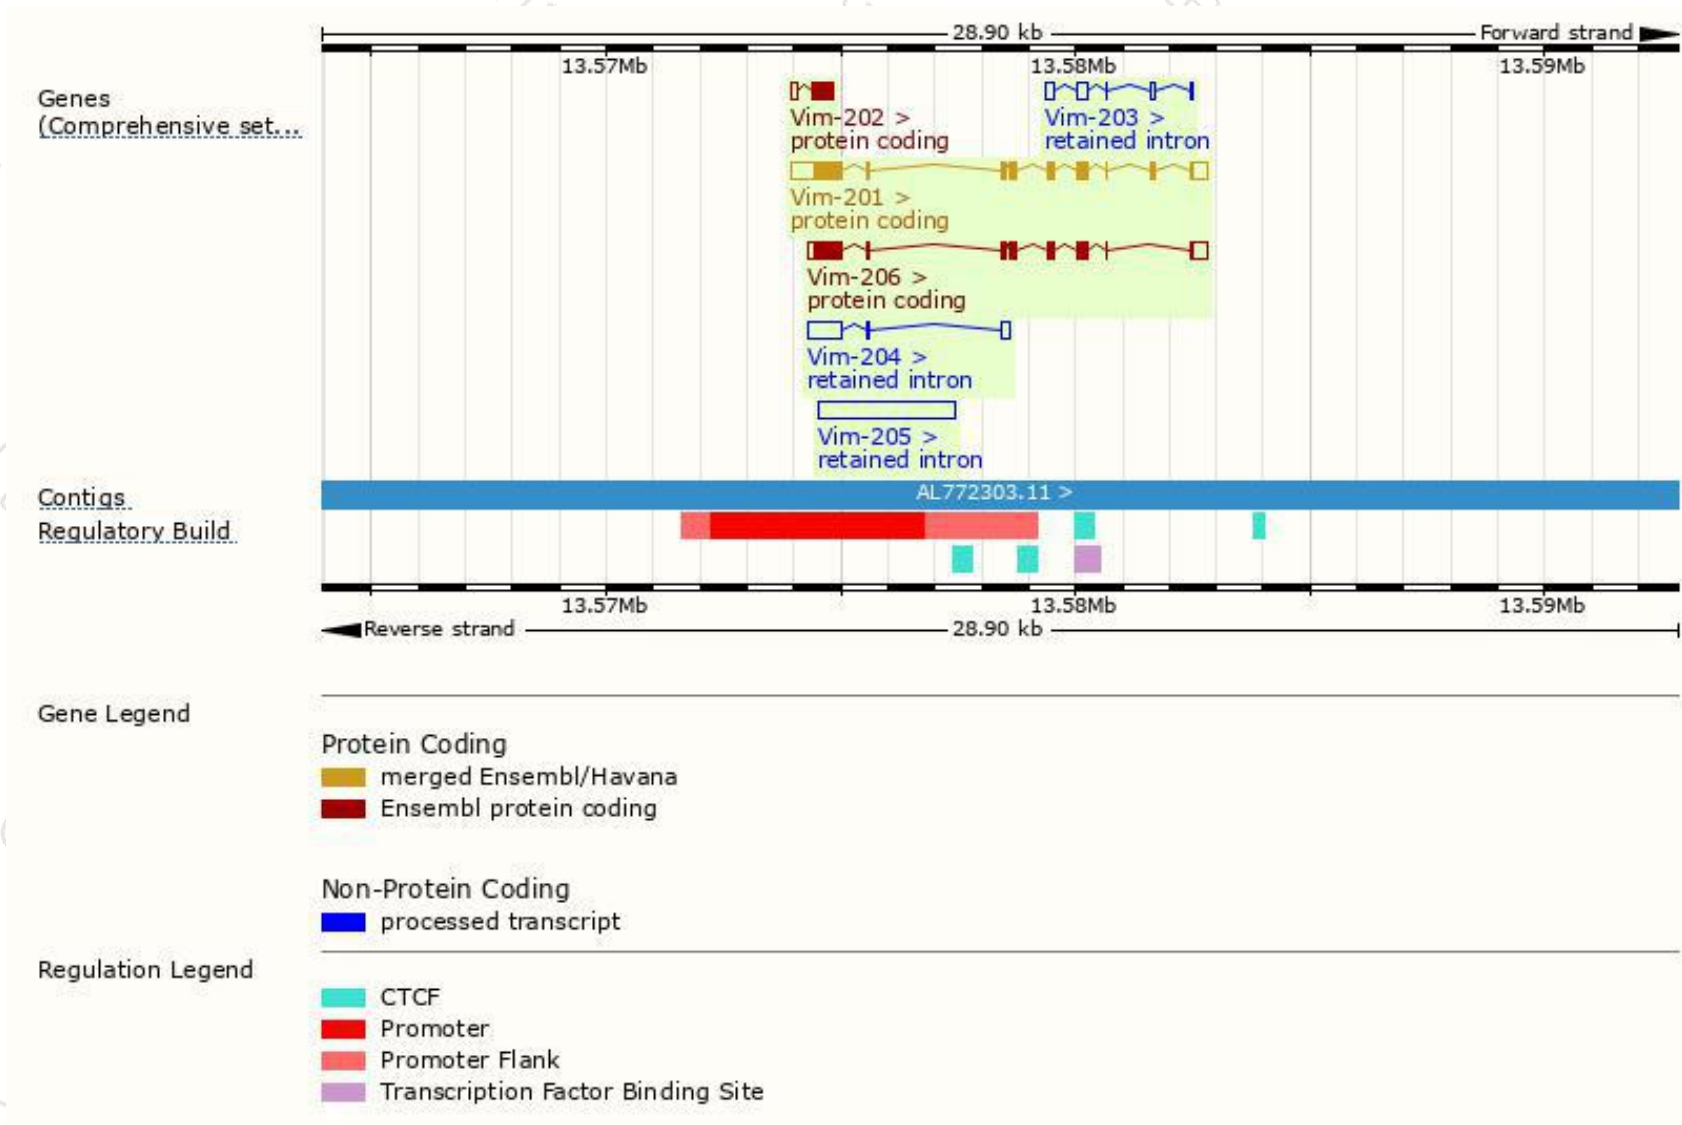 28.90 kb
Forward strand
13.57Mb
13.58Mb
13.59Mb
Genes
(Comprehensive set...
Vim-202 >
protein coding
Vim-203 >
retained intron
Vim-201 >
protein coding
Vim-206 >
protein coding
Vim-204 >
retained intron
Vim-205 >
retained intron
Contigs
AL772303.11 >
Regulatory Build
13.57Mb
13.58Mb
13.59Mb
Reverse strand
28.90 kb
Gene Legend
Protein Coding
merged Ensembl/Havana
Ensembl protein coding
Non-Protein Coding
processed transcript
Regulation Legend
CTCF
Promoter
Promoter Flank
Transcription Factor Binding Site